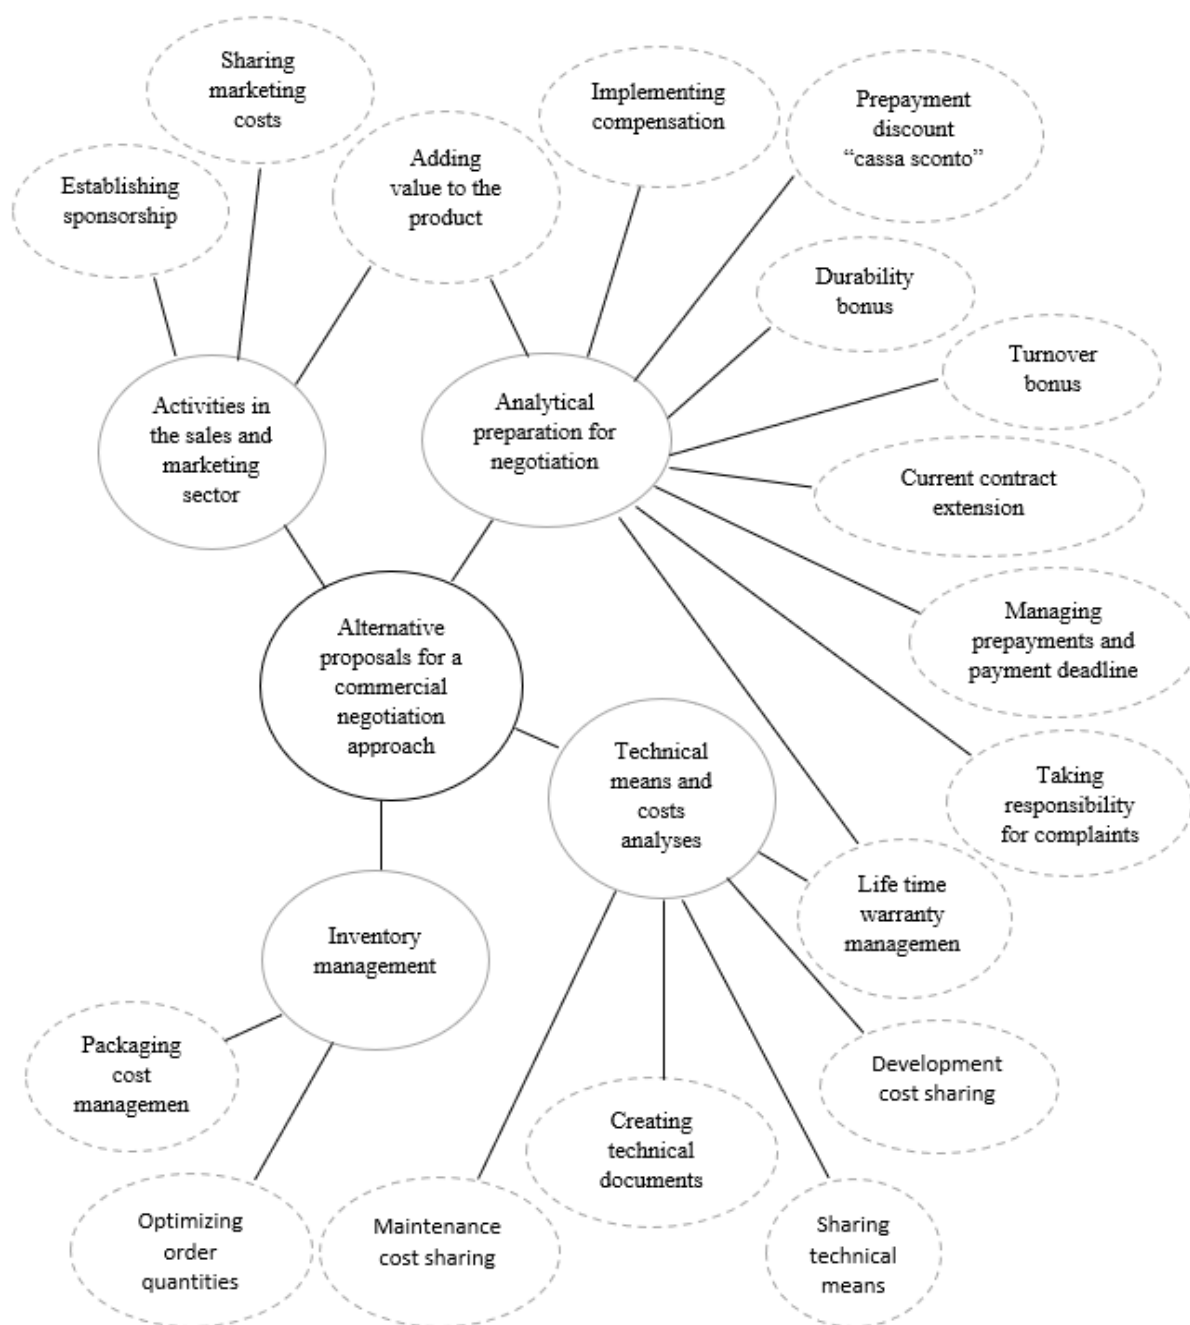 Sharing
marketing
costs
Implementing
compensation
Prepayment
discount
“cassa sconto”
Establishing
sponsorship
Adding
value to the
product
Durability
bonus
Turnover
bonus
Activities in
the sales and
marketing
sector
Analytical
preparation for
negotiation
Current contract
extension
Managing
prepayments and
payment deadline
Alternative
proposals for a
commercial
negotiation
approach
Technical
means and
costs
analyses
Taking
responsibility
for complaints
Life time
warranty
managemen
Inventory
management
Packaging
cost
managemen
Development
cost sharing
Creating
technical
documents
Optimizing
order
quantities
Maintenance
cost sharing
Sharing
technical
means